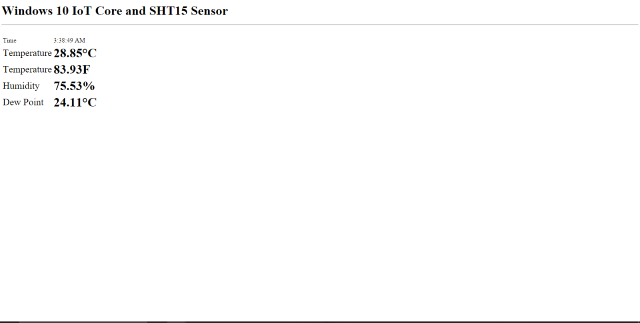 Windows 10 IoT Core and SHT15 Sensor
Time 3:38:49 AM
Temperature 28.85°C
Temperature 83.93F
Humidity 75.53%
Dew Point 24.11°C